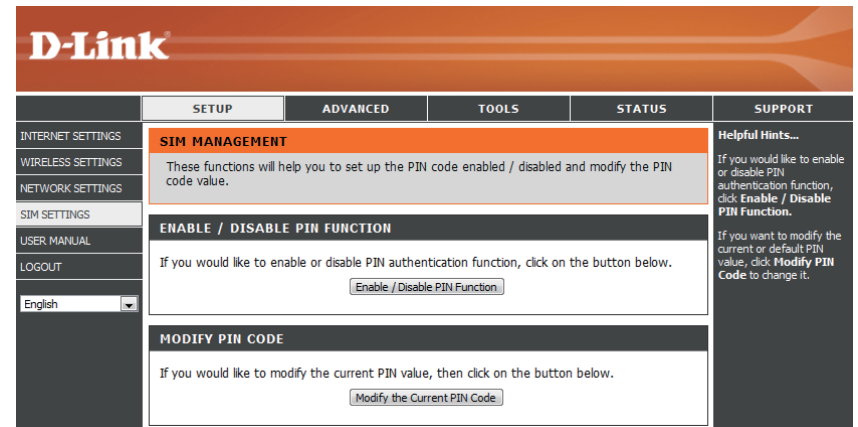 D-Link
SETUP
ADVANCED
TOOLS
STATUS
SUPPORT
INTERNET SETTINGS
WIRELESS SETTINGS
NETWORK SETTINGS
SIM SETTINGS
USER MANUAL
LOGOUT
English
SIM MANAGEMENT
These functions will help you to set up the PIN code enabled / disabled and modify the PIN
code value.
ENABLE / DISABLE PIN FUNCTION
If you would like to enable or disable PIN authentication function, click on the button below.
Enable / Disable PIN Function
MODIFY PIN CODE
If you would like to modify the current PIN value, then click on the button below.
Modify the Current PIN Code
Helpful Hints...
If you would like to enable
or disable PIN
authentication function,
click Enable / Disable
PIN Function.
If you want to modify the
current or default PIN
value, click Modify PIN
Code to change it.